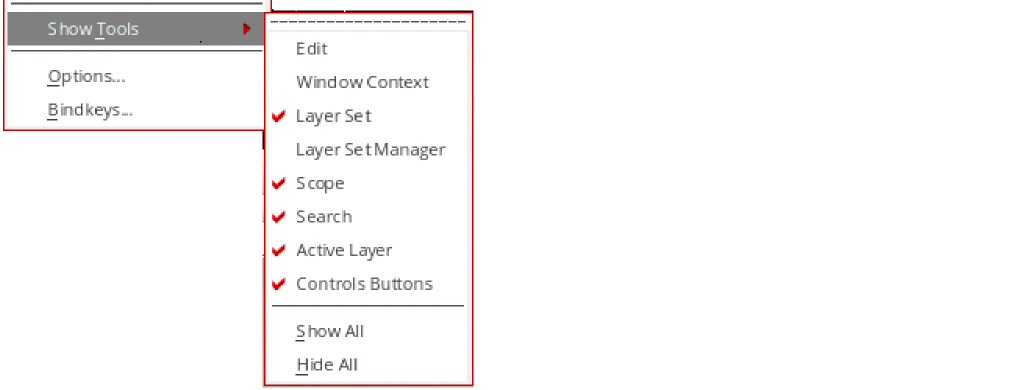 Show Tools
Options...
Bindkeys...
Edit
Window Context
Layer Set
Layer Set Manager
Scope
Search
Active Layer
Controls Buttons
Show All
Hide All